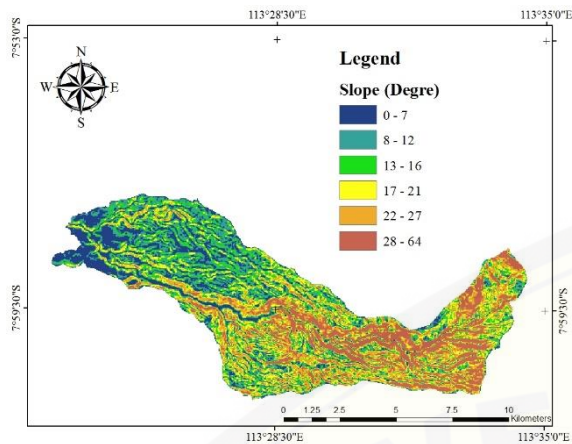 113°28'30"E 113°35'0"E
7°53'0"S
7°53'0"S
N
W E
S
Legend
Slope (Degre)
0 - 7
8 - 12
13 - 16
17 - 21
22 - 27
28 - 64
7°59'30"S
7°59'30"S
0 1.25 2.5 5 7.5 10
Kilometers
113°28'30"E 113°35'0"E